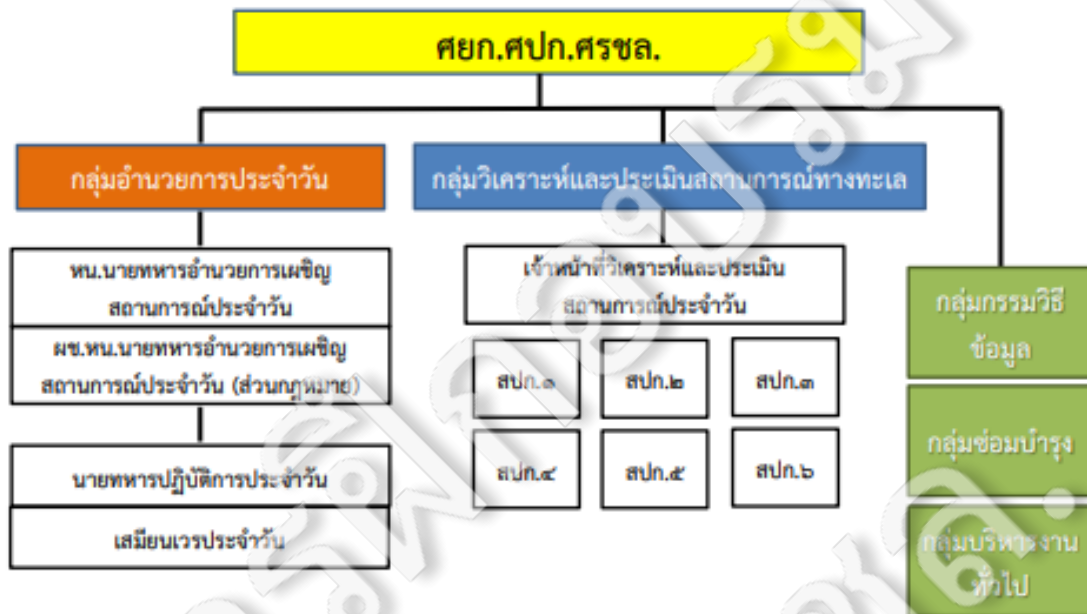 ศยก.ศปก.ศรชล.
กลุ่มอำนวยการประจำวัน
หน.นายทหารอำนวยการเผชิญ
สถานการณ์ประจำวัน
ผช.หน.นายทหารอำนวยการเผชิญ
สถานการณ์ประจำวัน (ส่วนกฎหมาย)
นายทหารปฏิบัติการประจำวัน
เสมียนเวรประจำวัน
กลุ่มวิเคราะห์และประเมินสถานการณ์ทางทะเล
เจ้าหน้าที่วิเคราะห์และประเมิน
สถานการณ์ประจำวัน
สปก.๑ สปก.๒ สปก.๓
สปก.๔ สปก.๕ สปก.๖
กลุ่มกรรมวิธี
ข้อมูล
กลุ่มซ่อมบำรุง
กลุ่มบริหารงาน
ทั่วไป